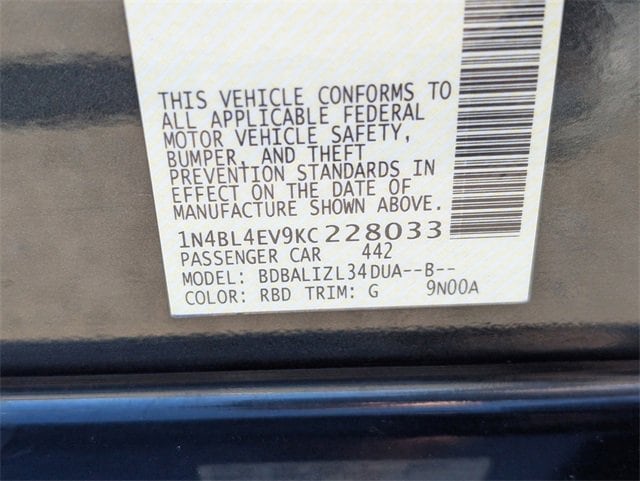 THIS VEHICLE CONFORMS TO
ALL APPLICABLE FEDERAL
MOTOR VEHICLE SAFETY,
BUMPER, AND THEFT
PREVENTION STANDARDS IN
EFFECT ON THE DATE OF
MANUFACTURE SHOWN ABOVE.
1N4BL4EV9KC228033
PASSENGER CAR 442
MODEL: BDBALIZL34DUA--B--
COLOR: RBD TRIM: G 9N00A